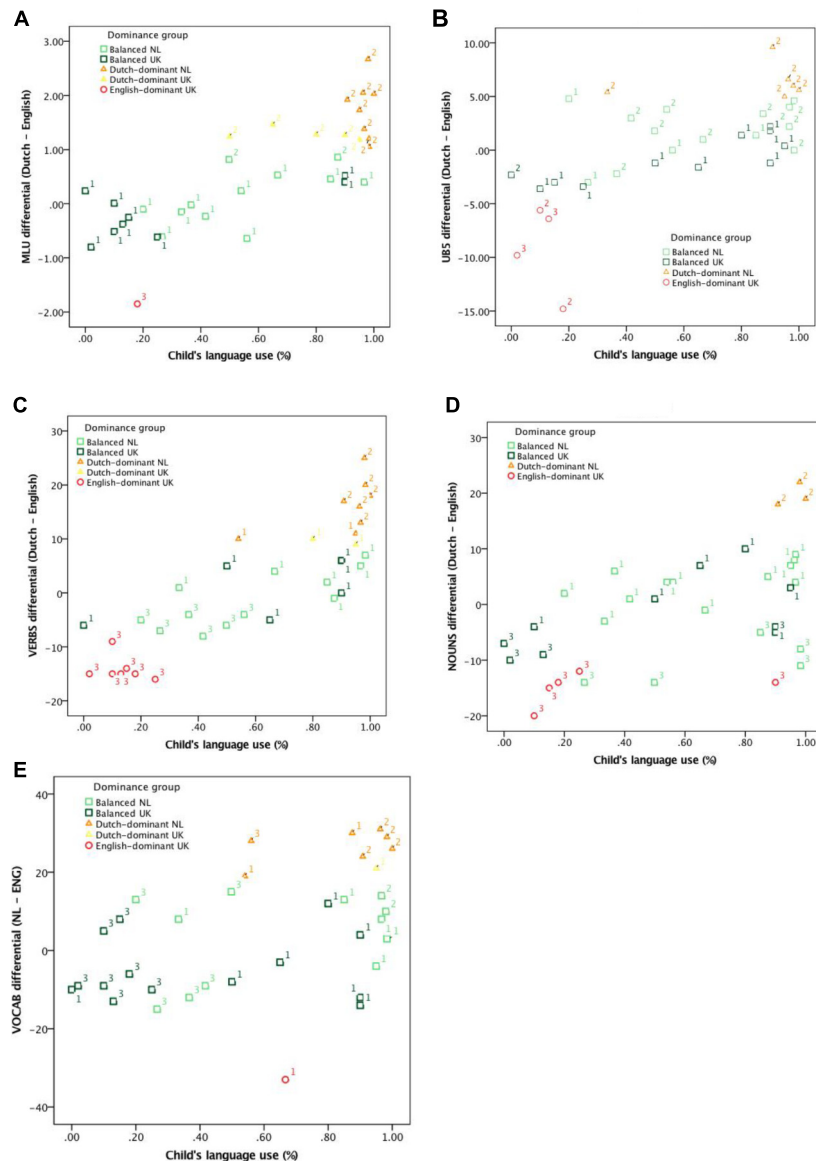 A
Dominance group
Balanced NL
Balanced UK
Dutch-dominant NL
Dutch-dominant UK
English-dominant UK
3.00
2.00
1.00
.00
-1.00
-2.00
MLU differential (Dutch - English)
.00 .20 .40 .60 .80 1.00
Child's language use (%)
B
10.00
5.00
.00
-5.00
-10.00
-15.00
UB5 differential (Dutch - English)
Dominance group
Balanced NL
Balanced UK
Dutch-dominant NL
English-dominant UK
.00 .20 .40 .60 .80 1.00
Child's language use (%)
C
Dominance group
Balanced NL
Balanced UK
Dutch-dominant NL
Dutch-dominant UK
English-dominant UK
30
20
10
0
-10
-20
VERBS differential (Dutch - English)
.00 .20 .40 .60 .80 1.00
Child's language use (%)
D
Dominance group
Balanced NL
Balanced UK
Dutch-dominant NL
English-dominant UK
30
20
10
0
-10
-20
NOUNS differential (Dutch - English)
.00 .20 .40 .60 .80 1.00
Child's language use (%)
E
Dominance group
Balanced NL
Balanced UK
Dutch-dominant NL
Dutch-dominant UK
English-dominant UK
40
20
0
-20
-40
VOCAB differential (NL - ENG)
.00 .20 .40 .60 .80 1.00
Child's language use (%)